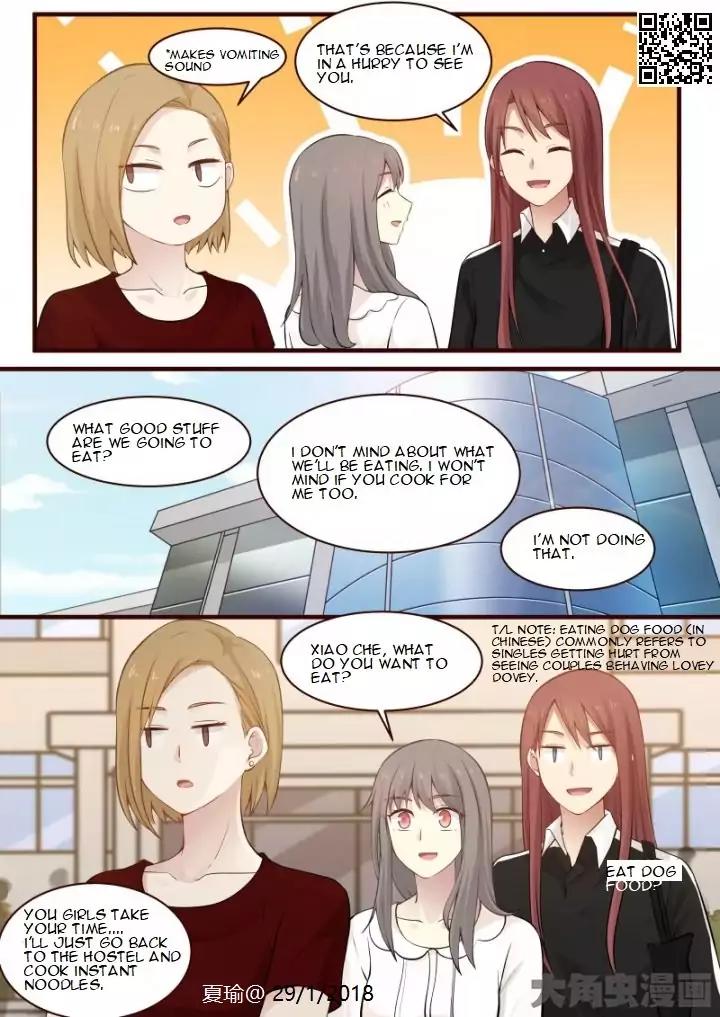 "MAKES VOMITING
SOUND
THAT'S BECAUSE I'M
IN A HURRY TO SEE
YOU.
WHAT GOOD STUFF
ARE WE GOING TO
EAT?
I DON'T MIND ABOUT WHAT
WE'LL BE EATING. I WON'T
MIND IF YOU COOK FOR
ME TOO.
I'M NOT DOING
THAT.
XIAO CHE, WHAT
DO YOU WANT TO
EAT?
T/L NOTE: EATING DOG FOOD (IN
CHINESE) COMMONLY REFERS TO
SINGLES GETTING HURT FROM
SEEING COUPLES BEHAVING LOVEY
DOVEY.
EAT DOG
FOOD?
YOU GIRLS TAKE
YOUR TIME....
I'LL JUST GO BACK
TO THE HOSTEL AND
COOK INSTANT
NOODLES.
夏瑜@ 29/1/2018
大角虫漫画